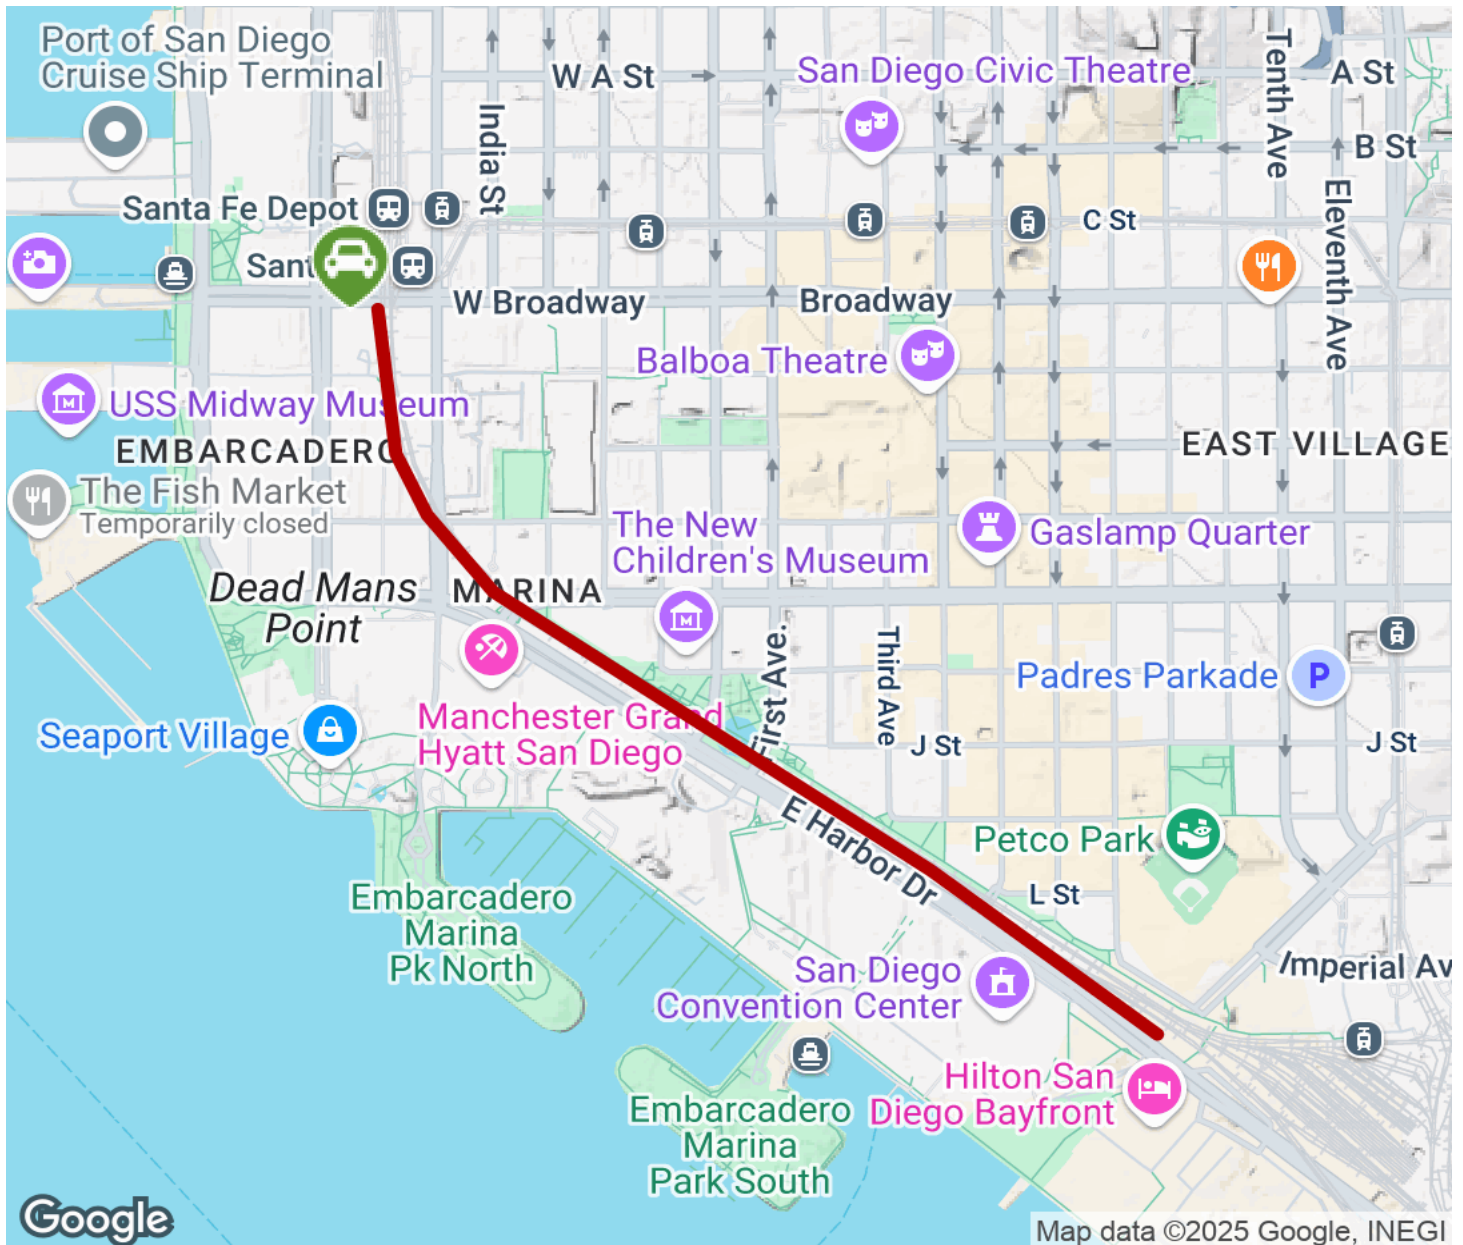 Port of San Diego
Cruise Ship Terminal
W A St
San Diego Civic Theatre
Tenth Ave
A St
India St
B St
Santa Fe Depot
C St
Eleventh Ave
Sant
W Broadway
Broadway
Balboa Theatre
USS Midway Museum
EMBARCADERO
EAST VILLAGE
The Fish Market
Temporarily closed
The New
Children's Museum
Gaslamp Quarter
Dead Mans
Point
MARINA
First Ave.
Third Ave
Padres Parkade
P
Seaport Village
Manchester Grand
Hyatt San Diego
J St
J St
E Harbor Dr
Petco Park
L St
Embarcadero
Marina
Pk North
San Diego
Convention Center
Imperial Av
Hilton San
Diego Bayfront
Embarcadero
Marina
Park South
Google
Map data ©2025 Google, INEGI